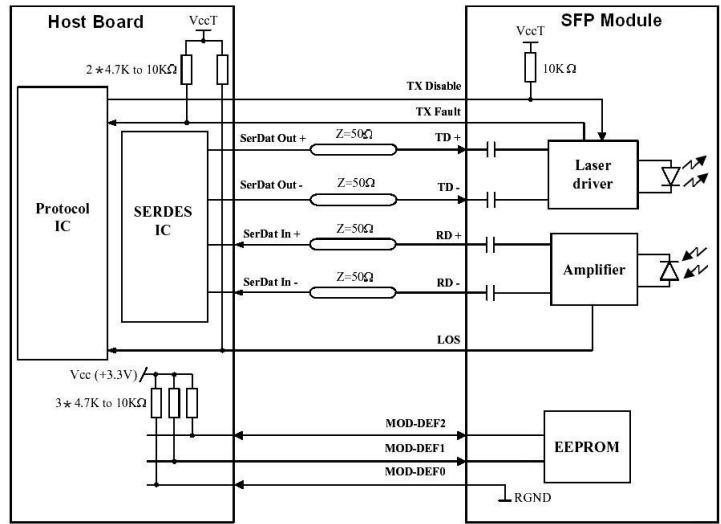 Host Board
SFP Module
VccT
VccT
2*4.7K to 10KΩ
10KΩ
TX Disable
TX Fault
SerDat Out +
Z=50Ω
TD +
SerDat Out -
Z=50Ω
TD -
Laser
driver
Protocol
IC
SERDES
IC
SerDat In +
Z=50Ω
RD +
SerDat In -
Z=50Ω
RD -
Amplifier
LOS
Vcc (+3.3V)
3*4.7K to 10KΩ
MOD-DEF2
MOD-DEF1
MOD-DEF0
EEPROM
RGND